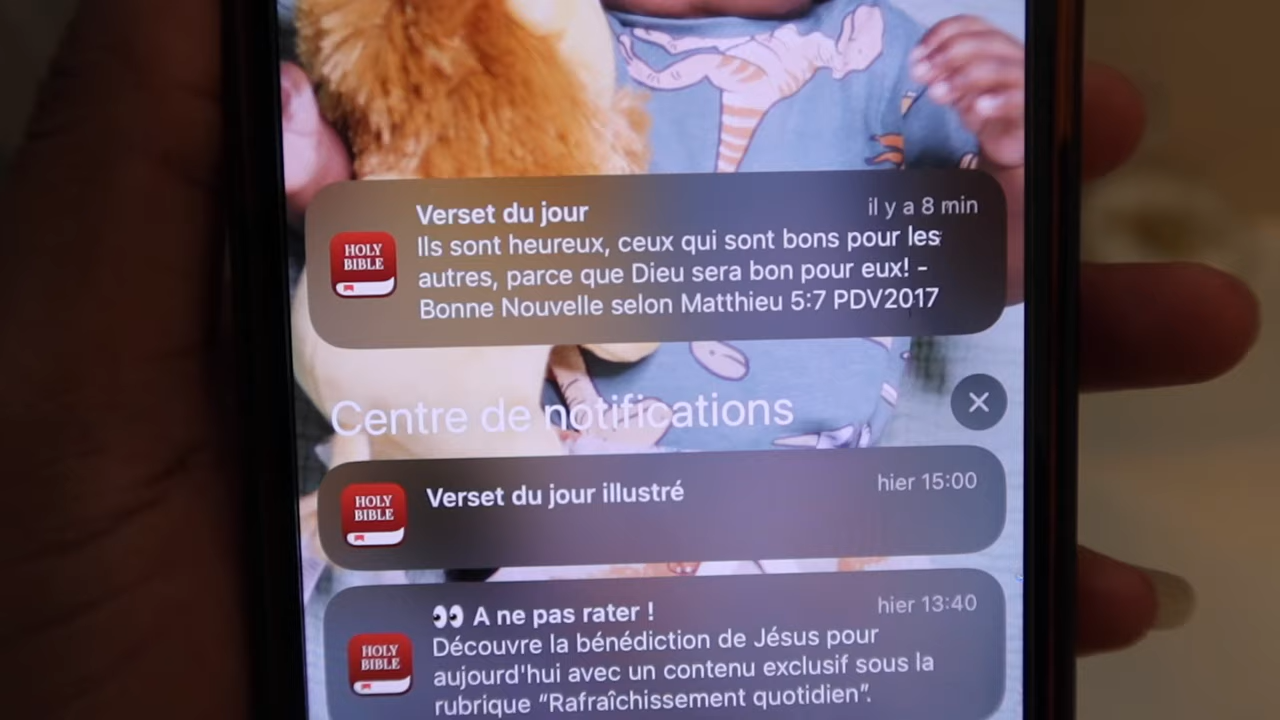 Verset du jour
il y a 8 min
HOLY
BIBLE
Ils sont heureux, ceux qui sont bons pour les
autres, parce que Dieu sera bon pour eux! -
Bonne Nouvelle selon Matthieu 5:7 PDV2017
Centre de notifications
HOLY
BIBLE
Verset du jour illustré
hier 15:00
👀 A ne pas rater !
hier 13:40
HOLY
BIBLE
Découvre la bénédiction de Jésus pour
aujourd'hui avec un contenu exclusif sous la
rubrique “Rafraîchissement quotidien”.